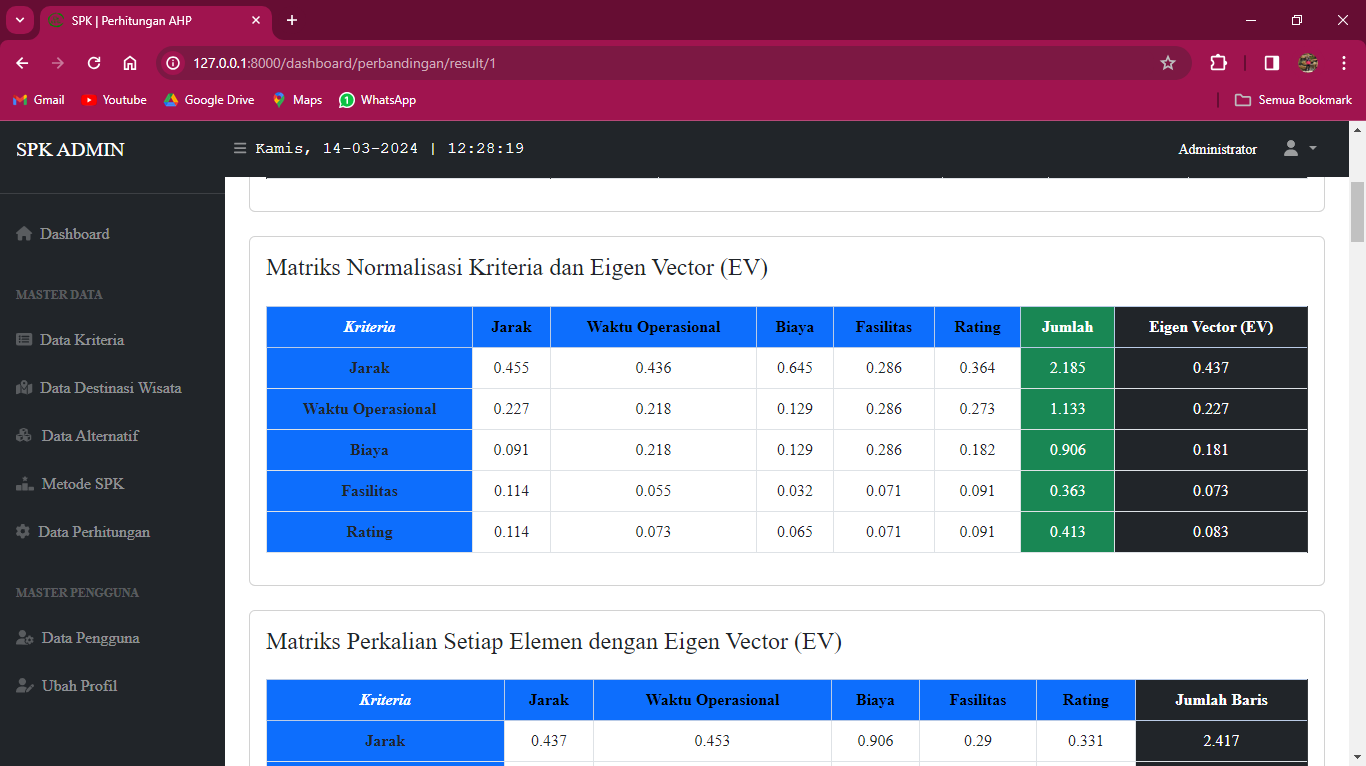 SPK | Perhitungan AHP
127.0.0.1:8000/dashboard/perbandingan/result/1
Gmail Youtube Google Drive Maps WhatsApp Semua Bookmark
SPK ADMIN
Kamis, 14-03-2024 | 12:28:19
Administrator
Dashboard
MASTER DATA
Data Kriteria
Data Destinasi Wisata
Data Alternatif
Metode SPK
Data Perhitungan
MASTER PENGGUNA
Data Pengguna
Ubah Profil
Matriks Normalisasi Kriteria dan Eigen Vector (EV)
Kriteria Jarak Waktu Operasional Biaya Fasilitas Rating Jumlah Eigen Vector (EV)
Jarak 0.455 0.436 0.645 0.286 0.364 2.185 0.437
Waktu Operasional 0.227 0.218 0.129 0.286 0.273 1.133 0.227
Biaya 0.091 0.218 0.129 0.286 0.182 0.906 0.181
Fasilitas 0.114 0.055 0.032 0.071 0.091 0.363 0.073
Rating 0.114 0.073 0.065 0.071 0.091 0.413 0.083
Matriks Perkalian Setiap Elemen dengan Eigen Vector (EV)
Kriteria Jarak Waktu Operasional Biaya Fasilitas Rating Jumlah Baris
Jarak 0.437 0.453 0.906 0.29 0.331 2.417